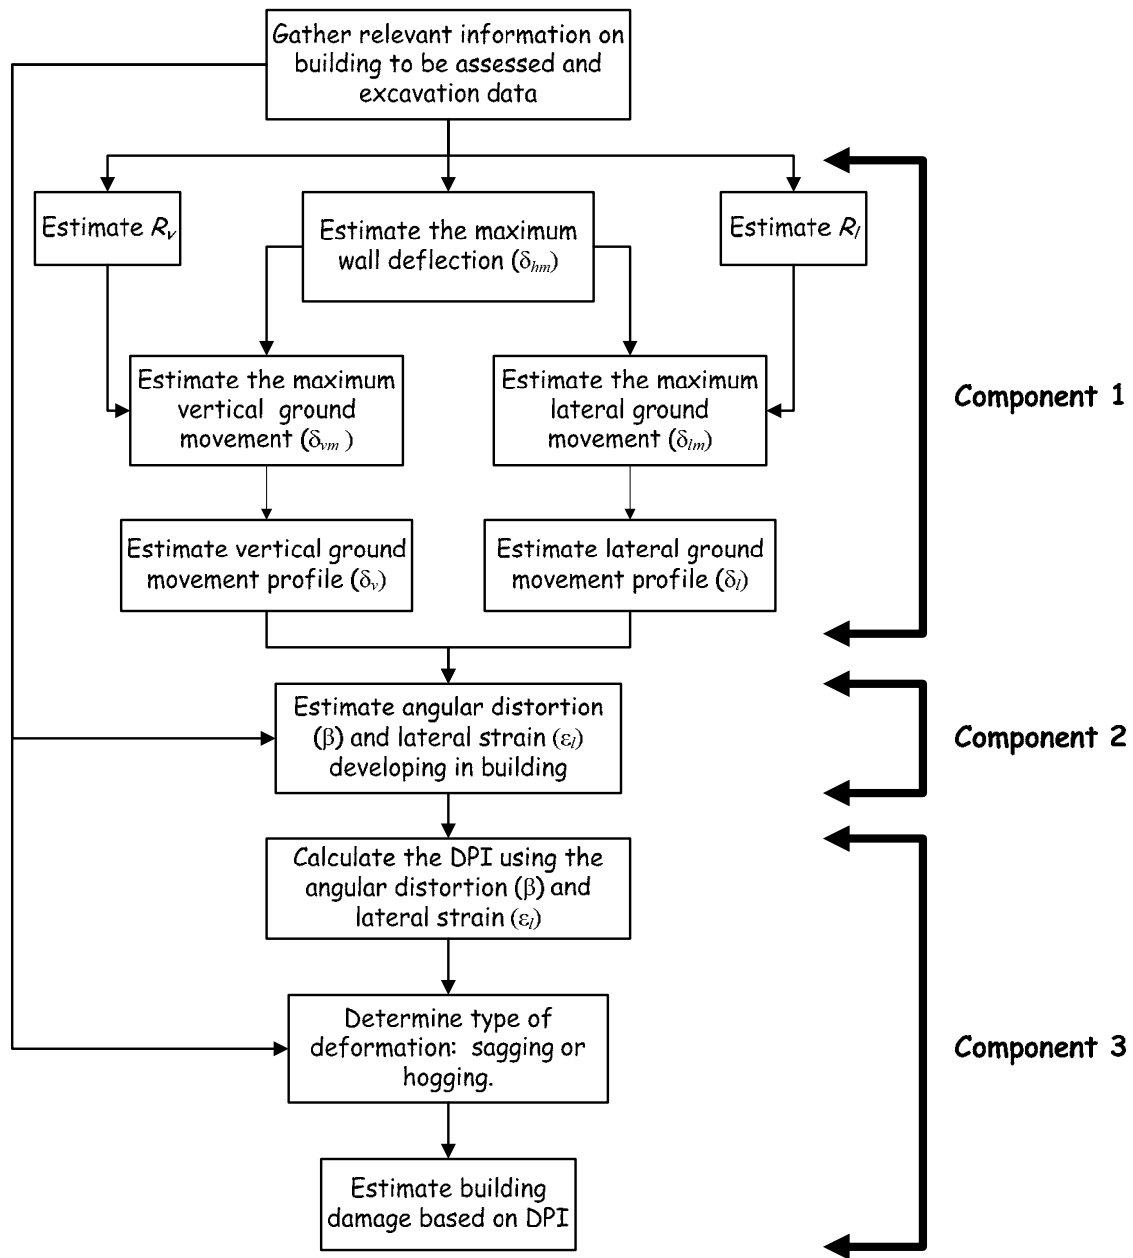 Gather relevant information on
building to be assessed and
excavation data
Estimate Rᵥ
Estimate the maximum
wall deflection (δhm)
Estimate Rl
Estimate the maximum
vertical ground
movement (δvm )
Estimate the maximum
lateral ground
movement (δlm)
Component 1
Estimate vertical ground
movement profile (δv)
Estimate lateral ground
movement profile (δl)
Estimate angular distortion
(β) and lateral strain (εl)
developing in building
Component 2
Calculate the DPI using the
angular distortion (β) and
lateral strain (εl)
Determine type of
deformation: sagging or
hogging.
Component 3
Estimate building
damage based on DPI